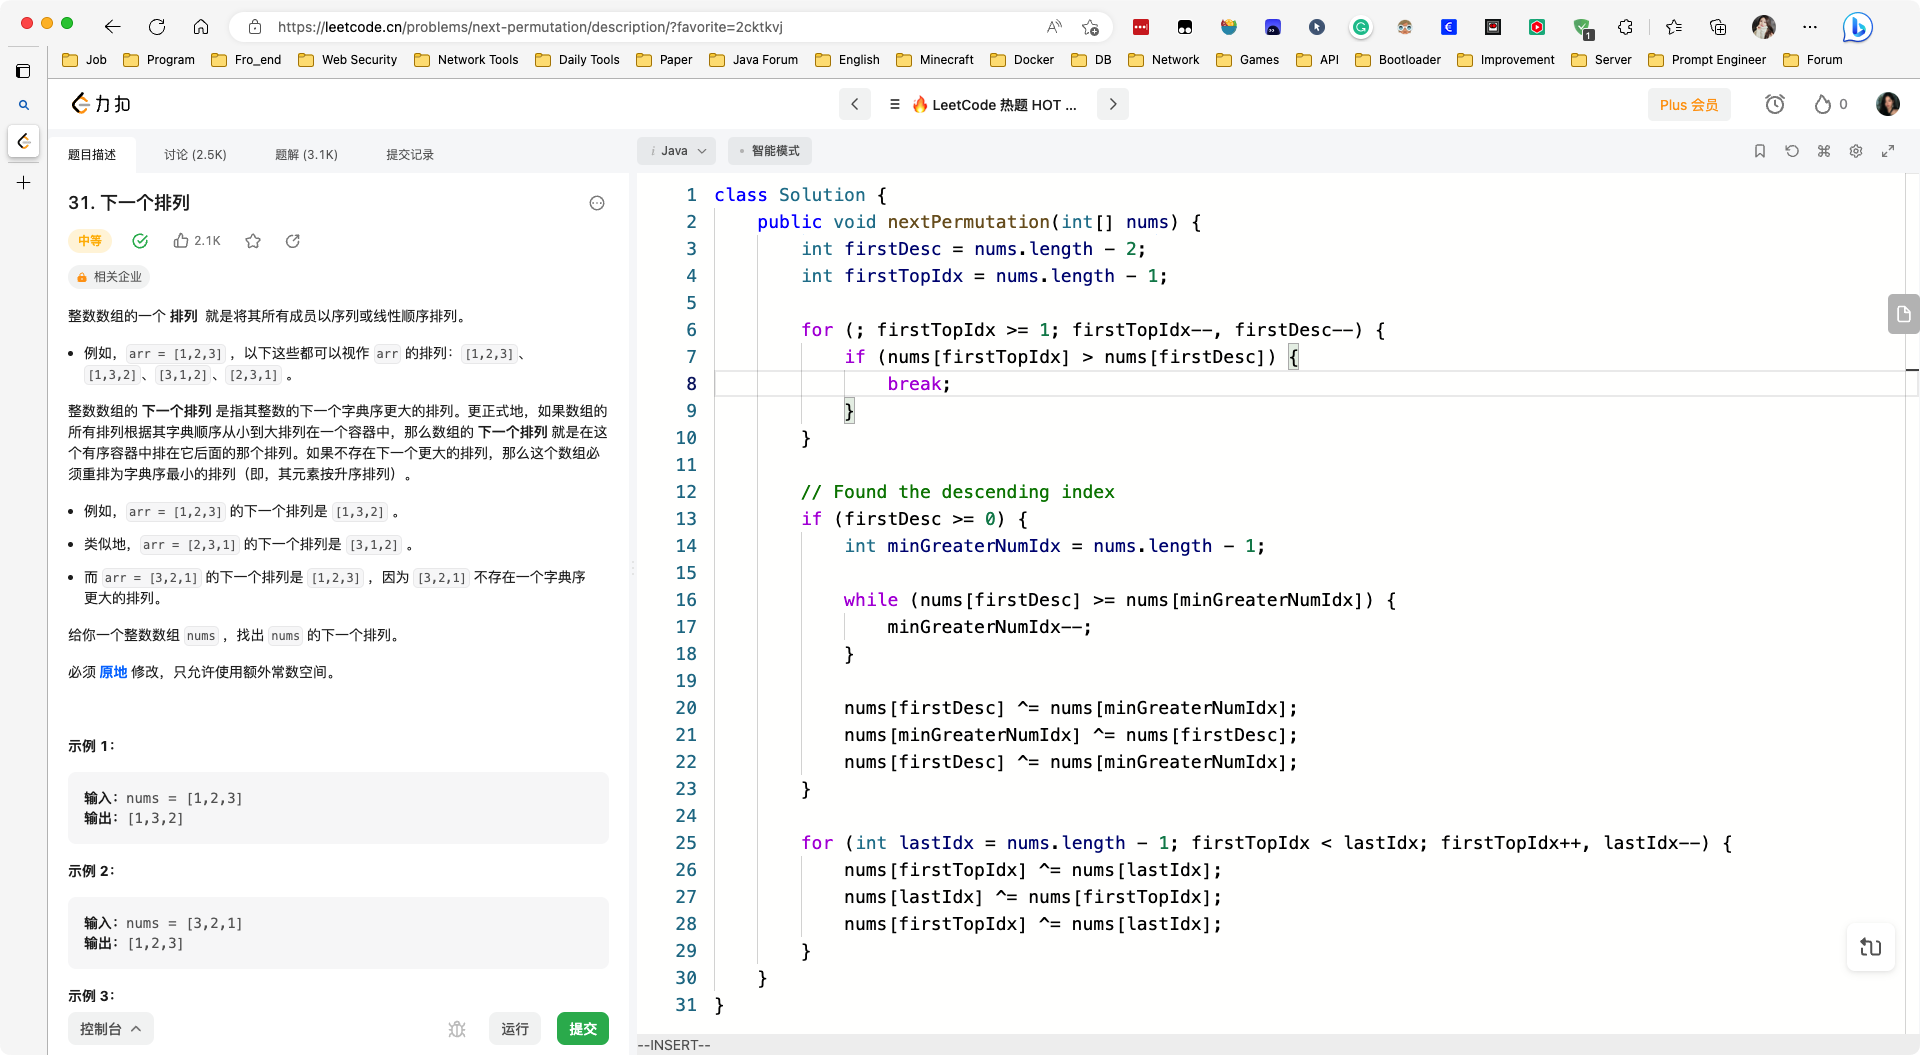 https://leetcode.cn/problems/next-permutation/description/?favorite=2cktkvj
Job Program Fro_end Web Security Network Tools Daily Tools Paper Java Forum English Minecraft Docker DB Network Games API Bootloader Improvement Server Prompt Engineer Forum
力扣
LeetCode 热题 HOT ...
Plus 会员
0
题目描述 讨论 (2.5K) 题解 (3.1K) 提交记录
31. 下一个排列
中等 2.1K
相关企业
整数数组的一个 排列 就是将其所有成员以序列或线性顺序排列。
例如，arr = [1,2,3] ，以下这些都可以视作 arr 的排列：[1,2,3]、
[1,3,2]、[3,1,2]、[2,3,1] 。
整数数组的 下一个排列 是指其整数的下一个字典序更大的排列。更正式地，如果数组的
所有排列根据其字典顺序从小到大排列在一个容器中，那么数组的 下一个排列 就是在这
个有序容器中排在它后面的那个排列。如果不存在下一个更大的排列，那么这个数组必
须重排为字典序最小的排列（即，其元素按升序排列）。
例如，arr = [1,2,3] 的下一个排列是 [1,3,2] 。
类似地，arr = [2,3,1] 的下一个排列是 [3,1,2] 。
而 arr = [3,2,1] 的下一个排列是 [1,2,3] ，因为 [3,2,1] 不存在一个字典序
更大的排列。
给你一个整数数组 nums ，找出 nums 的下一个排列。
必须 原地 修改，只允许使用额外常数空间。
示例 1：
输入：nums = [1,2,3]
输出：[1,3,2]
示例 2：
输入：nums = [3,2,1]
输出：[1,2,3]
示例 3：
控制台 运行 提交
i Java 智能模式
1 class Solution {
2 public void nextPermutation(int[] nums) {
3 int firstDesc = nums.length - 2;
4 int firstTopIdx = nums.length - 1;
5
6 for (; firstTopIdx >= 1; firstTopIdx--, firstDesc--) {
7 if (nums[firstTopIdx] > nums[firstDesc]) {
8 break;
9 }
10 }
11
12 // Found the descending index
13 if (firstDesc >= 0) {
14 int minGreaterNumIdx = nums.length - 1;
15
16 while (nums[firstDesc] >= nums[minGreaterNumIdx]) {
17 minGreaterNumIdx--;
18 }
19
20 nums[firstDesc] ^= nums[minGreaterNumIdx];
21 nums[minGreaterNumIdx] ^= nums[firstDesc];
22 nums[firstDesc] ^= nums[minGreaterNumIdx];
23 }
24
25 for (int lastIdx = nums.length - 1; firstTopIdx < lastIdx; firstTopIdx++, lastIdx--) {
26 nums[firstTopIdx] ^= nums[lastIdx];
27 nums[lastIdx] ^= nums[firstTopIdx];
28 nums[firstTopIdx] ^= nums[lastIdx];
29 }
30 }
31 }
--INSERT--